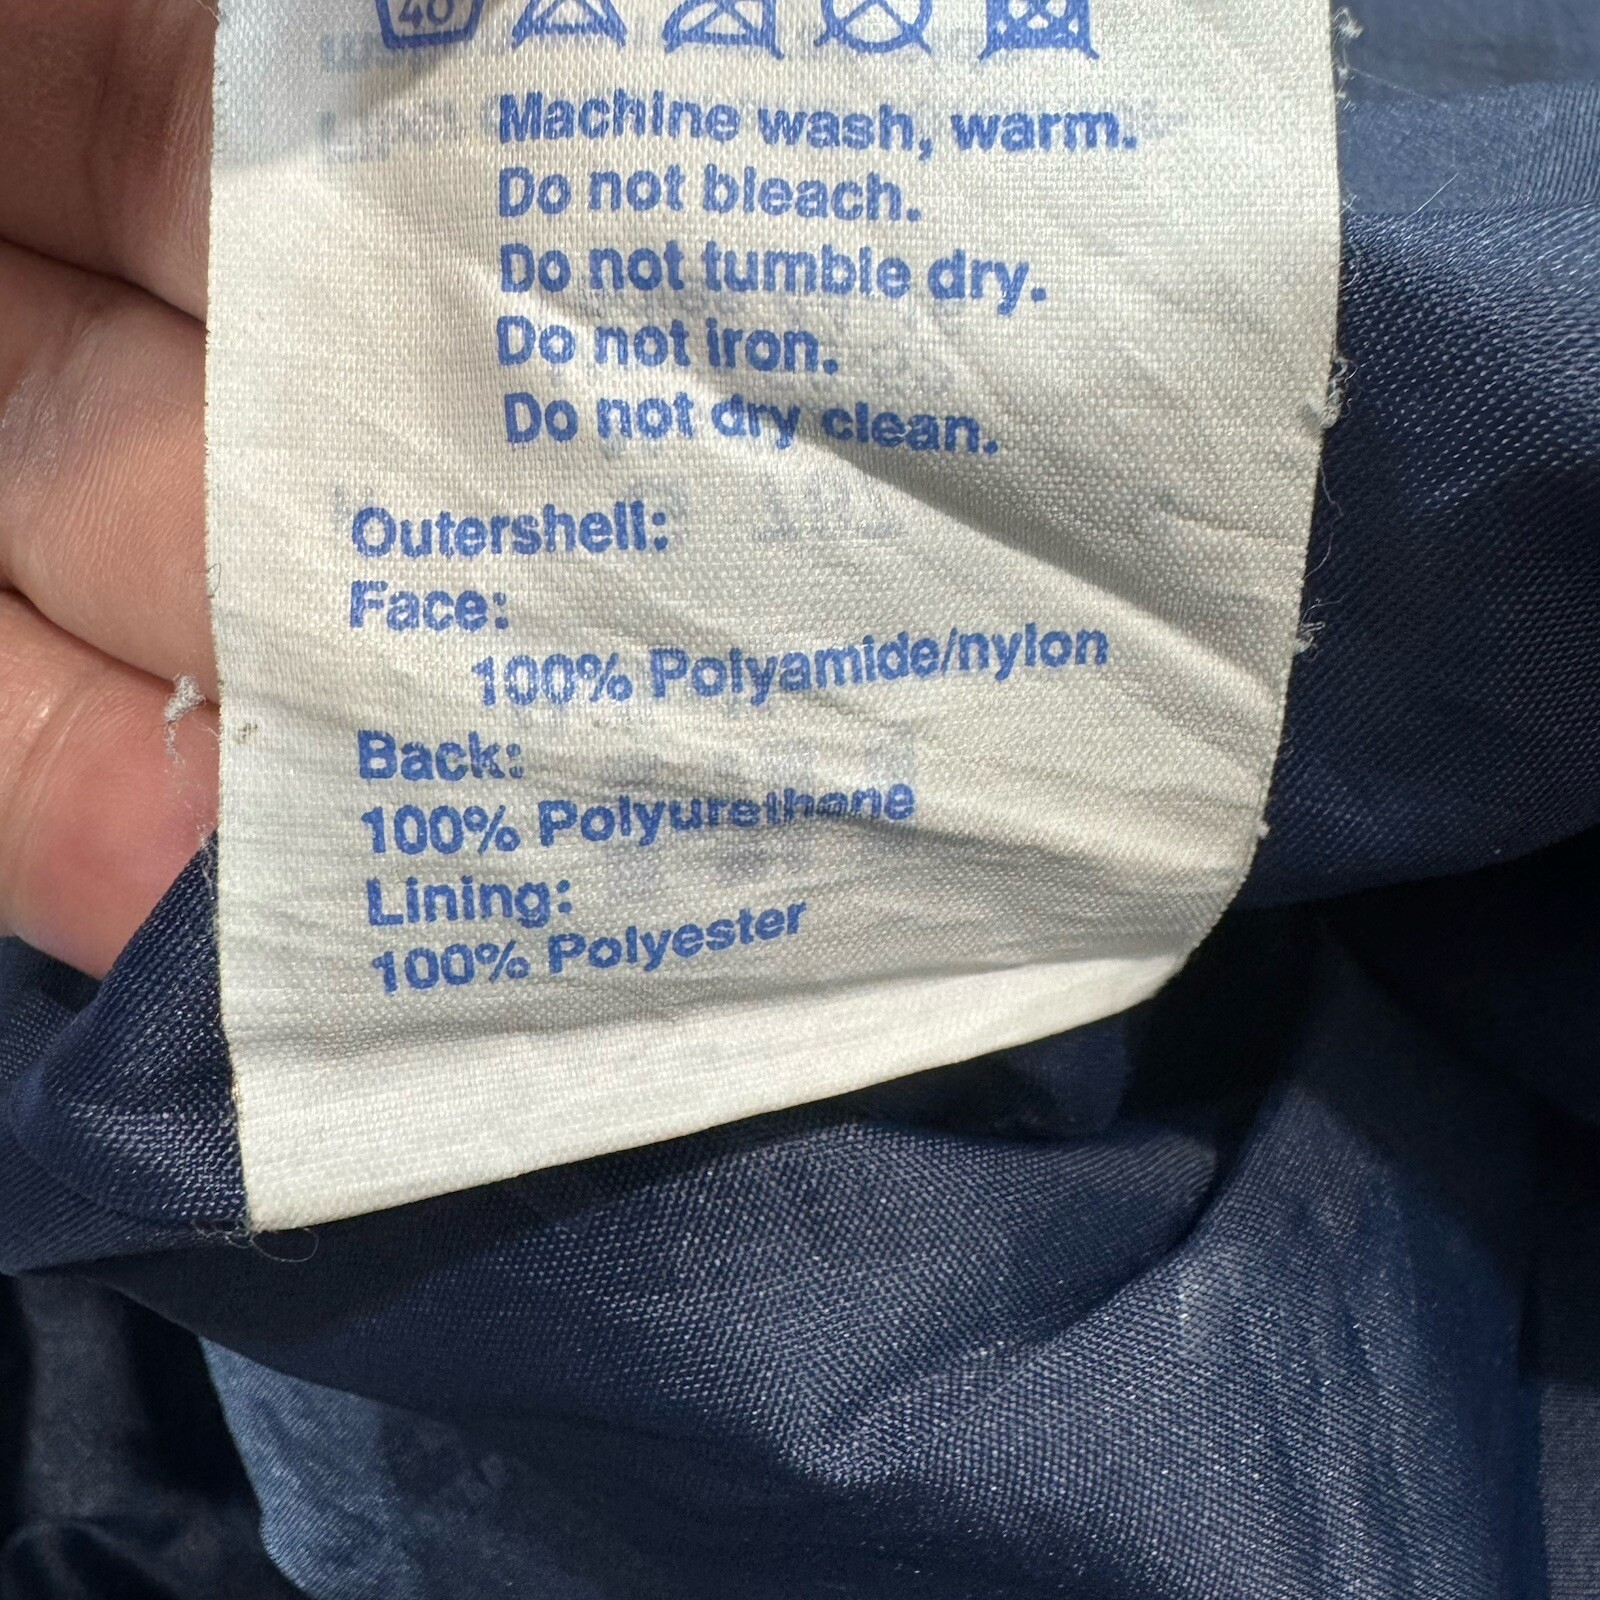 40
Machine wash, warm.
Do not bleach.
Do not tumble dry.
Do not iron.
Do not dry clean.
Outershell:
Face:
100% Polyamide/nylon
Back:
100% Polyurethane
Lining:
100% Polyester